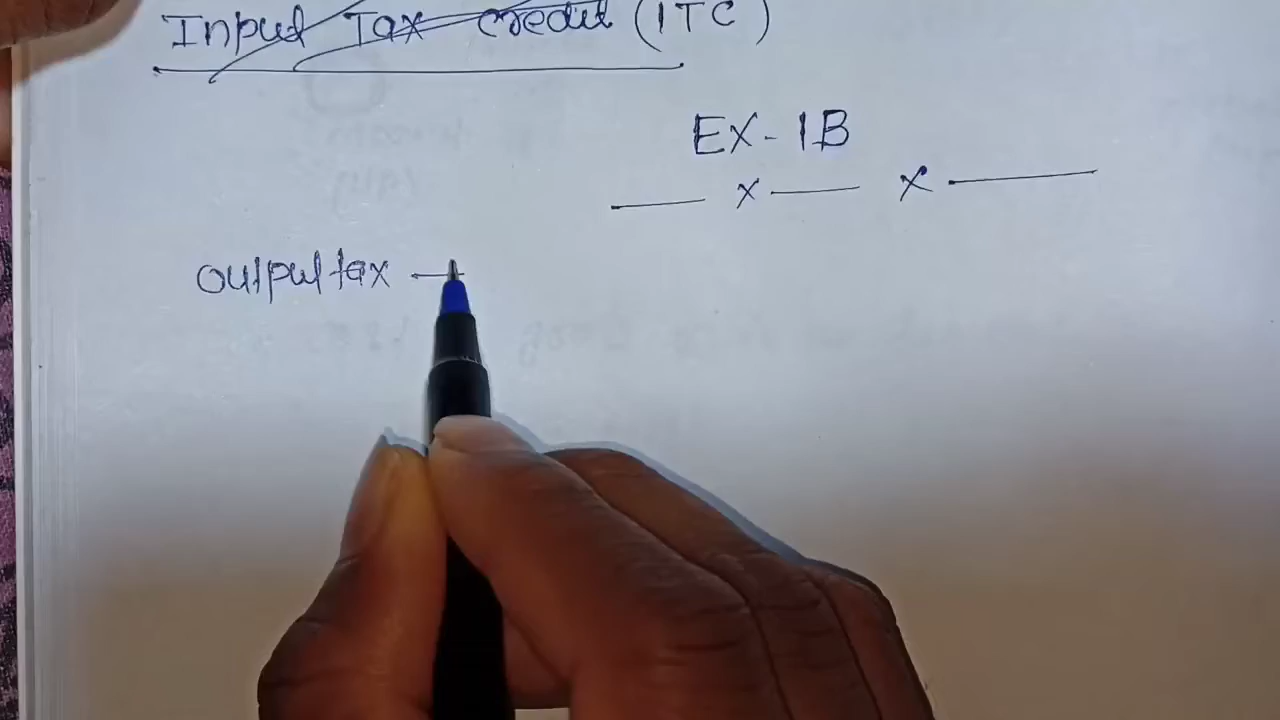 Input Tax Credit (ITC)
EX-1B
x x
Output tax —